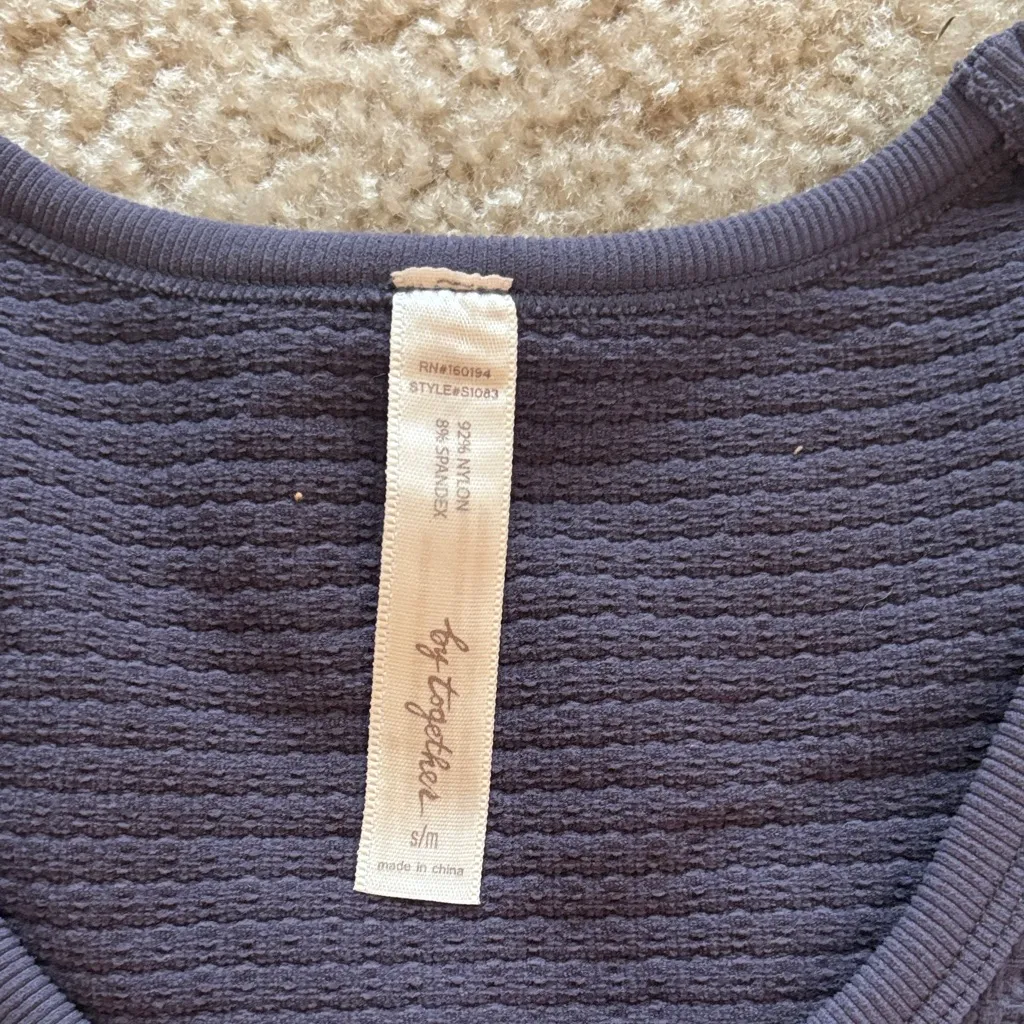 RN#160194
STYLE#S1083
92% NYLON
8% SPANDEX
by together
s/m
made in china